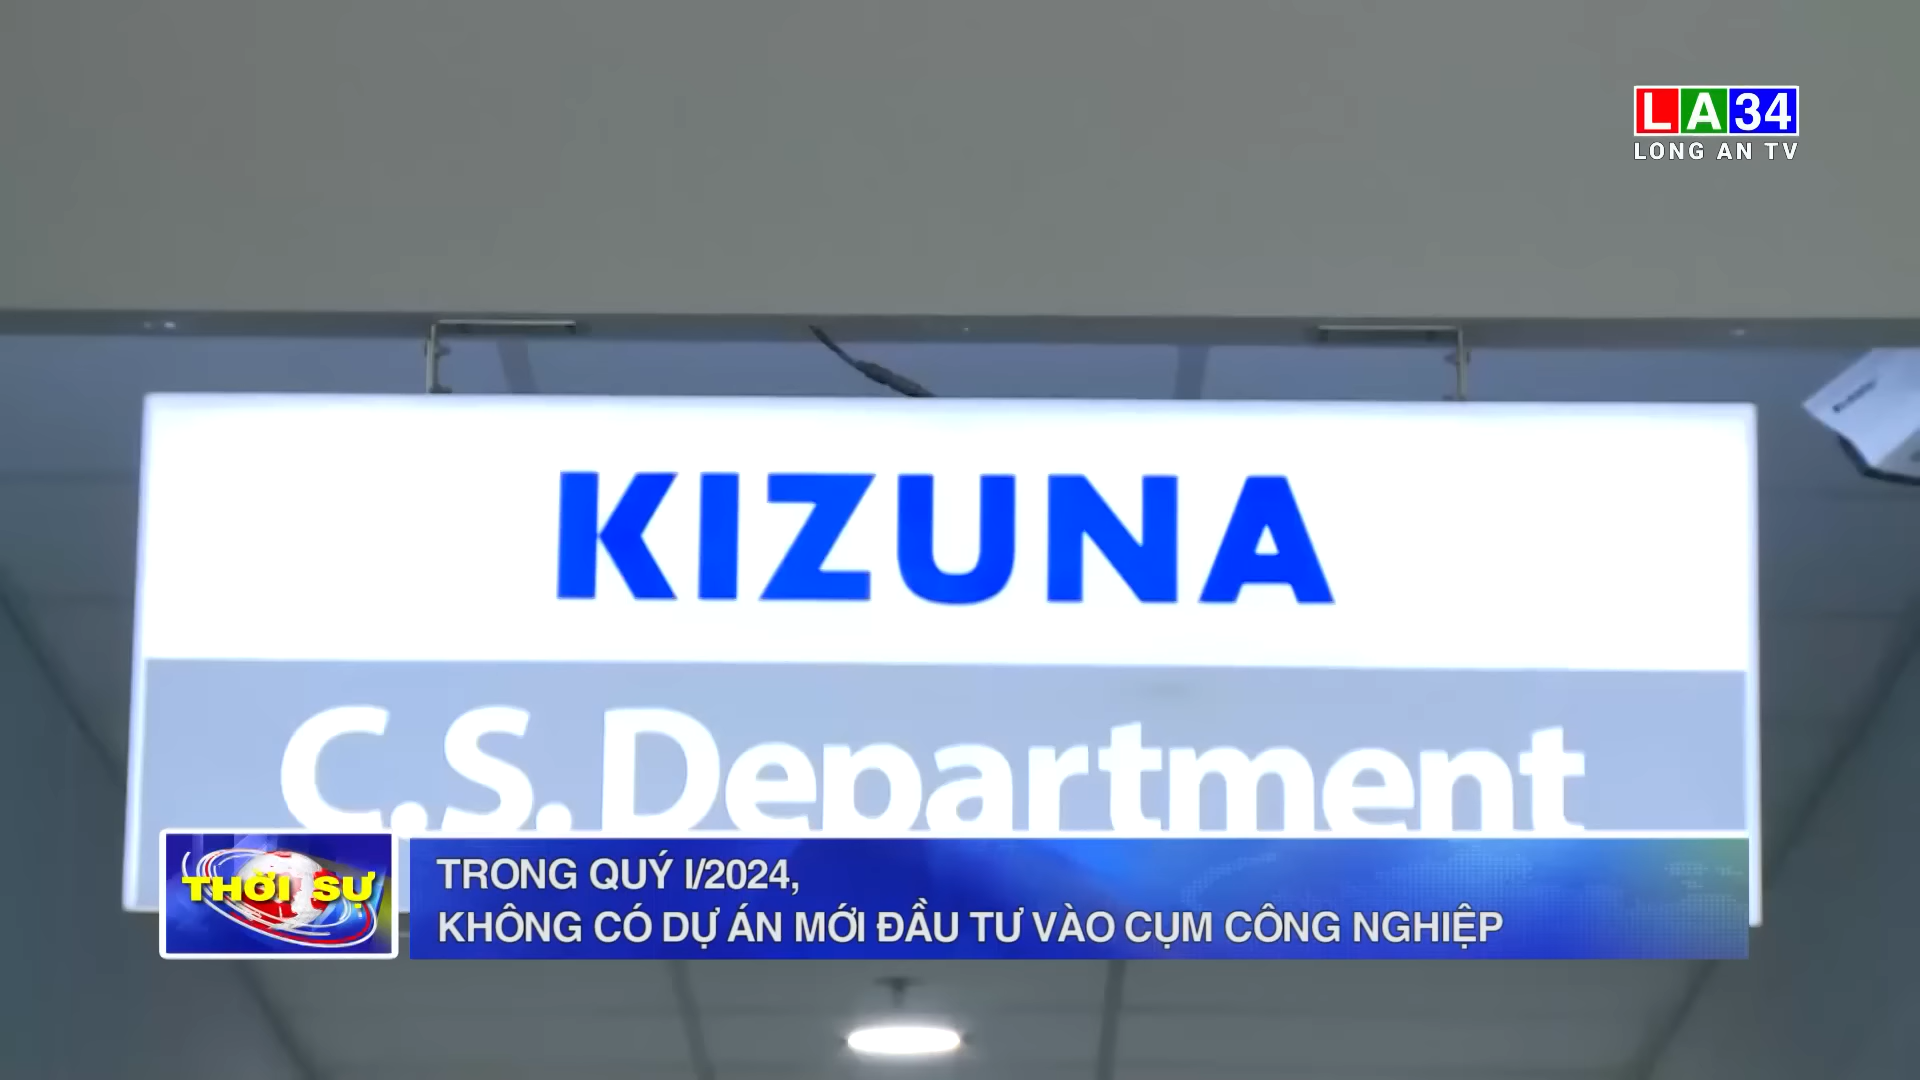 LA34
LONG AN TV
KIZUNA
C.S. Department
THỜI SỰ
TRONG QUÝ I/2024,
KHÔNG CÓ DỰ ÁN MỚI ĐẦU TƯ VÀO CỤM CÔNG NGHIỆP